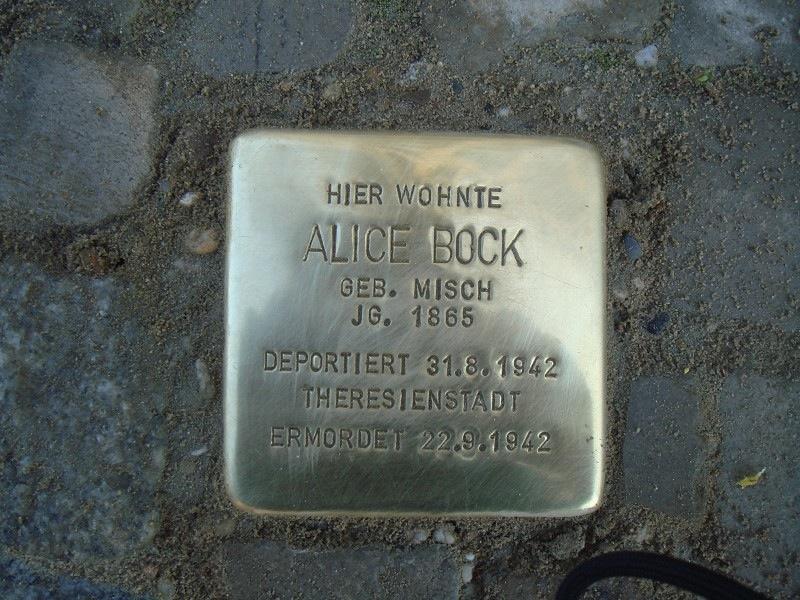 HIER WOHNTE
ALICE BOCK
GEB. MISCH
JG. 1865
DEPORTIERT 31.8.1942
THERESIENSTADT
ERMORDET 22.9.1942